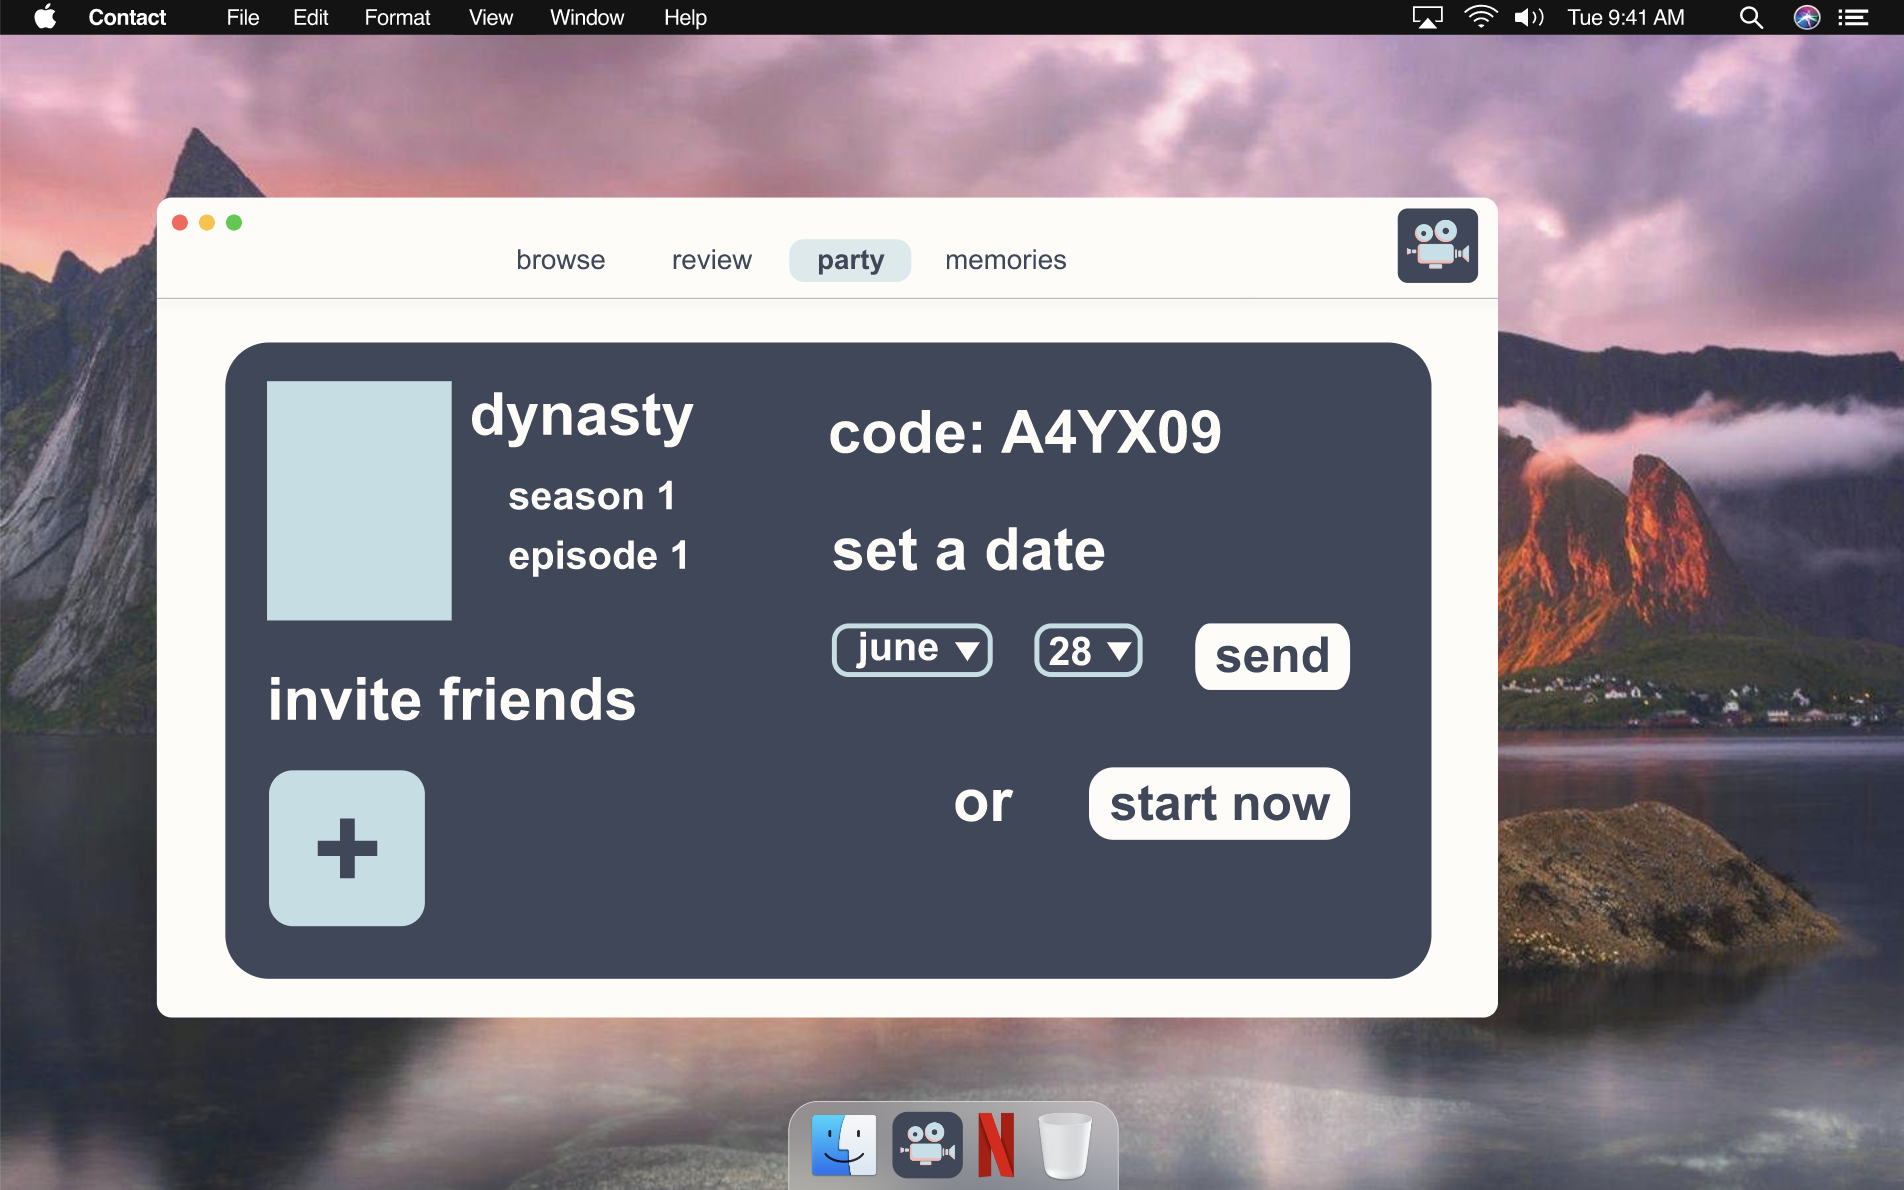 Contact File Edit Format View Window Help Tue 9:41 AM
browse review party memories
dynasty
season 1
episode 1
invite friends
+
code: A4YX09
set a date
june 28 send
or start now
N